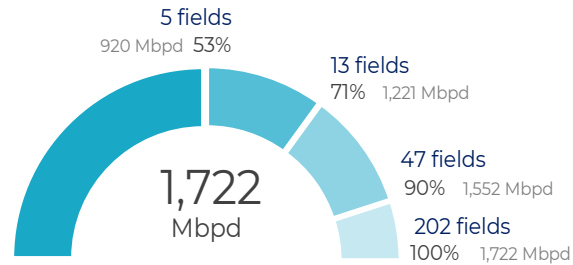 5 fields
920 Mbpd 53%
13 fields
71% 1,221 Mbpd
47 fields
90% 1,552 Mbpd
202 fields
100% 1,722 Mbpd
1,722
Mbpd